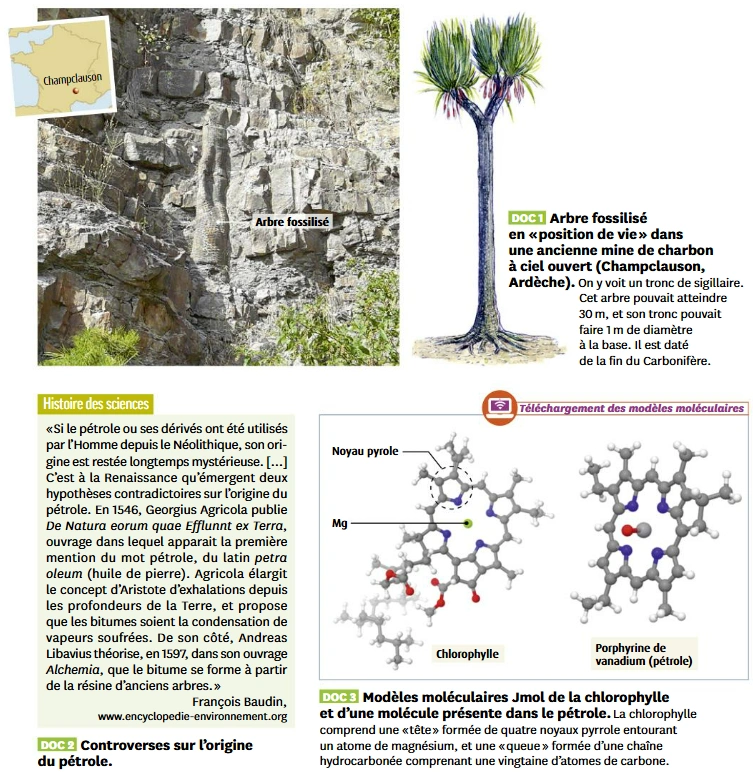 Champclauson
Arbre fossilisé
DOC 1 Arbre fossilisé
en «position de vie» dans
une ancienne mine de charbon
à ciel ouvert (Champclauson,
Ardèche). On y voit un tronc de sigillaire.
Cet arbre pouvait atteindre
30 m, et son tronc pouvait
faire 1 m de diamètre
à la base. Il est daté
de la fin du Carbonifère.
Histoire des sciences
«Si le pétrole ou ses dérivés ont été utilisés
par l'Homme depuis le Néolithique, son ori-
gine est restée longtemps mystérieuse. [...]
C'est à la Renaissance qu'émergent deux
hypothèses contradictoires sur l'origine du
pétrole. En 1546, Georgius Agricola publie
De Natura eorum quae Efflunnt ex Terra,
ouvrage dans lequel apparait la première
mention du mot pétrole, du latin petra
oleum (huile de pierre). Agricola élargit
le concept d'Aristote d'exhalations depuis
les profondeurs de la Terre, et propose
que les bitumes soient la condensation de
vapeurs soufrées. De son côté, Andreas
Libavius théorise, en 1597, dans son ouvrage
Alchemia, que le bitume se forme à partir
de la résine d'anciens arbres.»
François Baudin,
www.encyclopedie-environnement.org
DOC 2 Controverses sur l'origine
du pétrole.
Téléchargement des modèles moléculaires
Noyau pyrole
Mg
Chlorophylle
Porphyrine de
vanadium (pétrole)
DOC 3 Modèles moléculaires Jmol de la chlorophylle
et d'une molécule présente dans le pétrole. La chlorophylle
comprend une «tête» formée de quatre noyaux pyrrole entourant
un atome de magnésium, et une «queue» formée d'une chaîne
hydrocarbonée comprenant une vingtaine d'atomes de carbone.